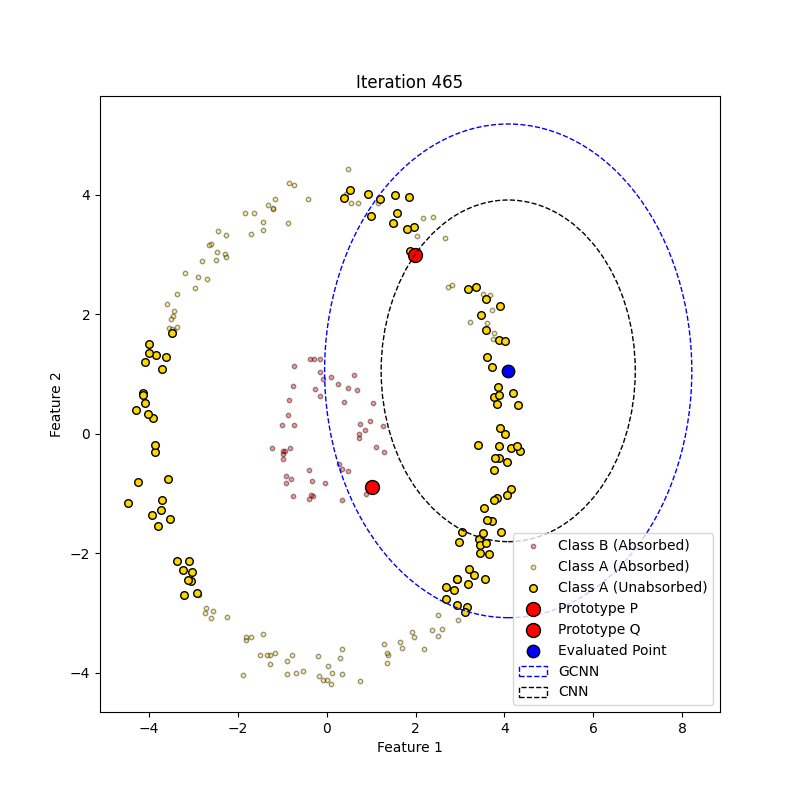 Iteration 465
4
2
0
−2
−4
Feature 2
−4
−2
0
2
4
6
8
Feature 1
Class B (Absorbed)
Class A (Absorbed)
Class A (Unabsorbed)
Prototype P
Prototype Q
Evaluated Point
GCNN
CNN